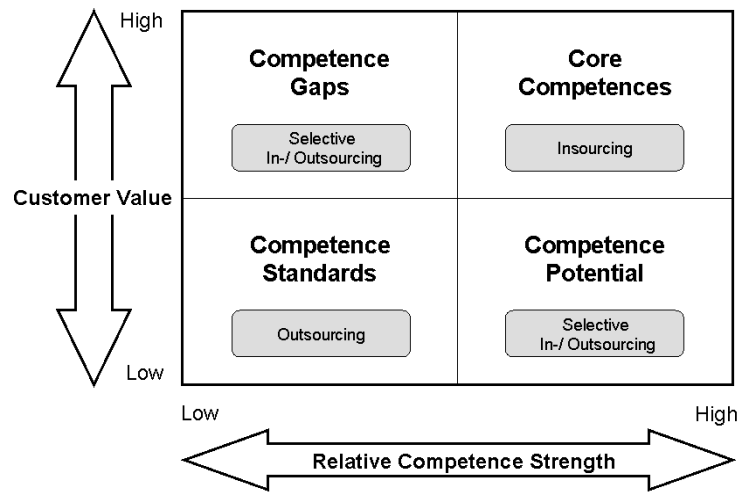 High
Competence
Gaps
Selective
In-/ Outsourcing
Core
Competences
Insourcing
Customer Value
Competence
Standards
Outsourcing
Competence
Potential
Selective
In-/ Outsourcing
Low
Low
High
Relative Competence Strength